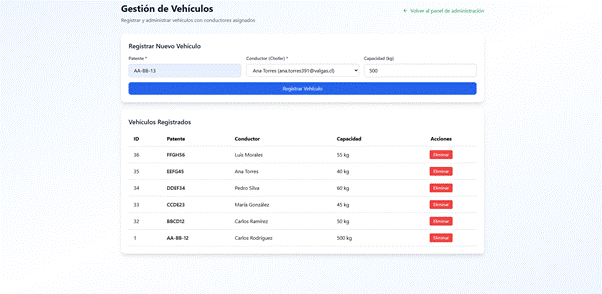 Gestión de Vehículos
← Volver al panel de administración
Registrar y administrar vehículos con conductores asignados
Registrar Nuevo Vehículo
Patente * Conductor (Chofer) * Capacidad (kg)
AA-BB-13 Ana Torres (ana.torres391@valgas.cl) 500
Registrar Vehículo
Vehículos Registrados
ID Patente Conductor Capacidad Acciones
36 FFGH56 Luis Morales 55 kg Eliminar
35 EEFG45 Ana Torres 40 kg Eliminar
34 DDEF34 Pedro Silva 60 kg Eliminar
33 CCDE23 María González 45 kg Eliminar
32 BBCD12 Carlos Ramírez 50 kg Eliminar
1 AA-BB-12 Carlos Rodríguez 500 kg Eliminar